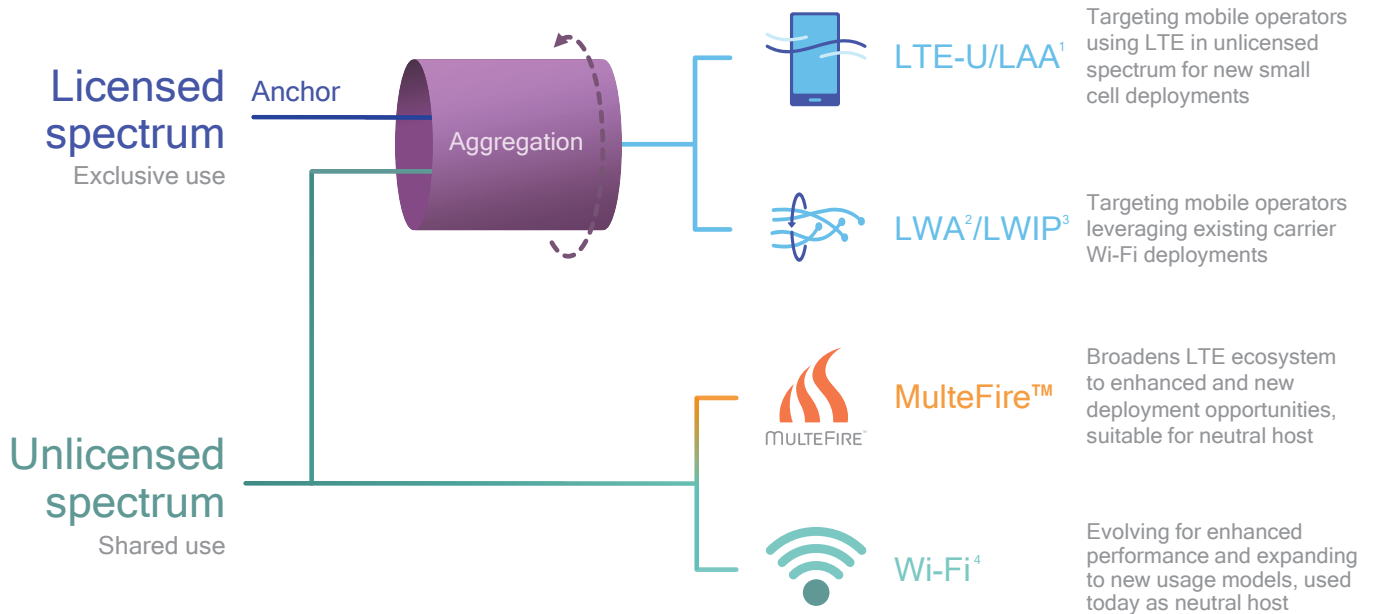 Licensed
spectrum
Exclusive use
Anchor
Aggregation
LTE-U/LAA¹
Targeting mobile operators
using LTE in unlicensed
spectrum for new small
cell deployments
LWA²/LWIP³
Targeting mobile operators
leveraging existing carrier
Wi-Fi deployments
Unlicensed
spectrum
Shared use
MULTEFIRE™
MulteFire™
Broadens LTE ecosystem
to enhanced and new
deployment opportunities,
suitable for neutral host
Wi-Fi⁴
Evolving for enhanced
performance and expanding
to new usage models, used
today as neutral host